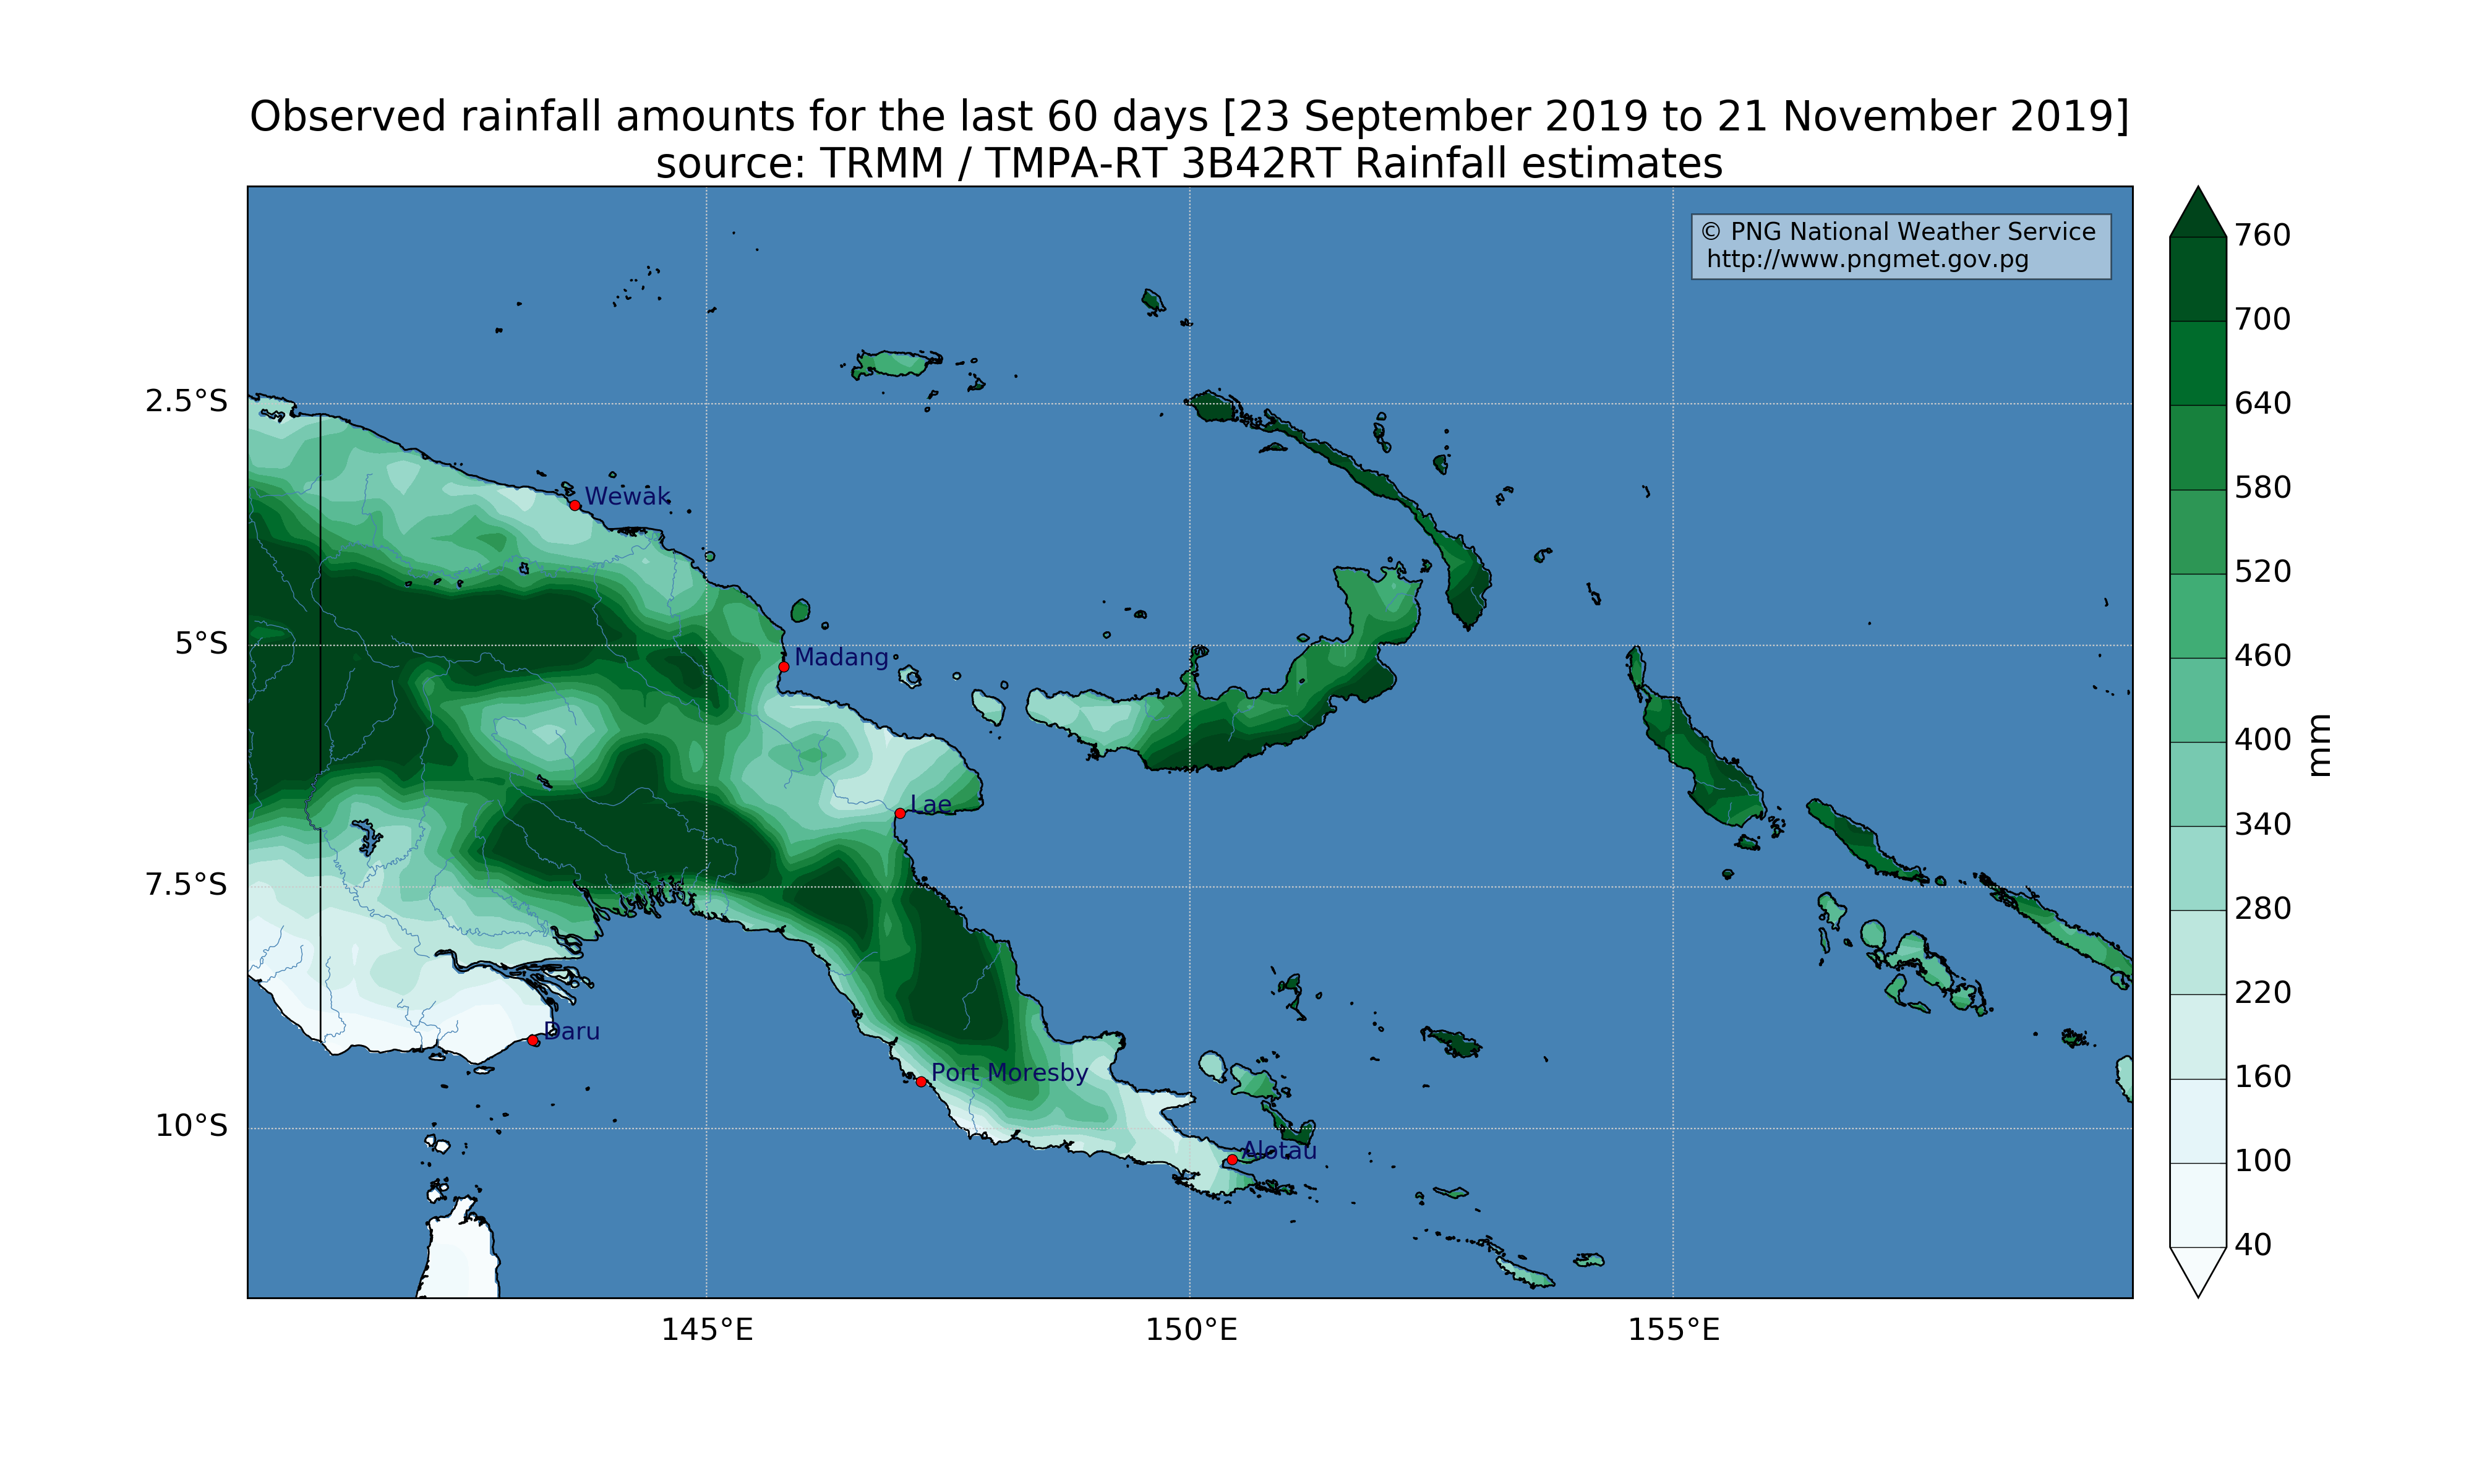 Observed rainfall amounts for the last 60 days [23 September 2019 to 21 November 2019]
source: TRMM / TMPA-RT 3B42RT Rainfall estimates
© PNG National Weather Service
http://www.pngmet.gov.pg
2.5°S
5°S
7.5°S
10°S
Wewak
Madang
Lae
Daru
Port Moresby
Alotau
145°E
150°E
155°E
760
700
640
580
520
460
400
340
280
220
160
100
40
mm